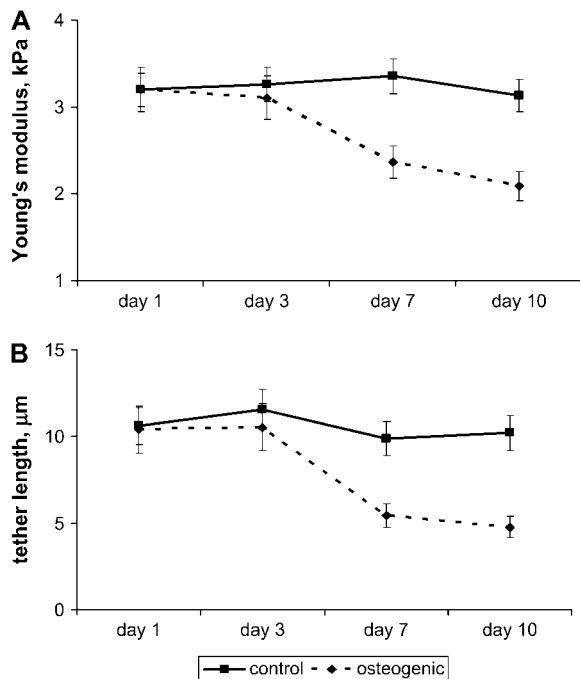 A
Young's modulus, kPa
4
3
2
1
day 1 day 3 day 7 day 10
B
tether length, μm
15
10
5
0
day 1 day 3 day 7 day 10
control osteogenic